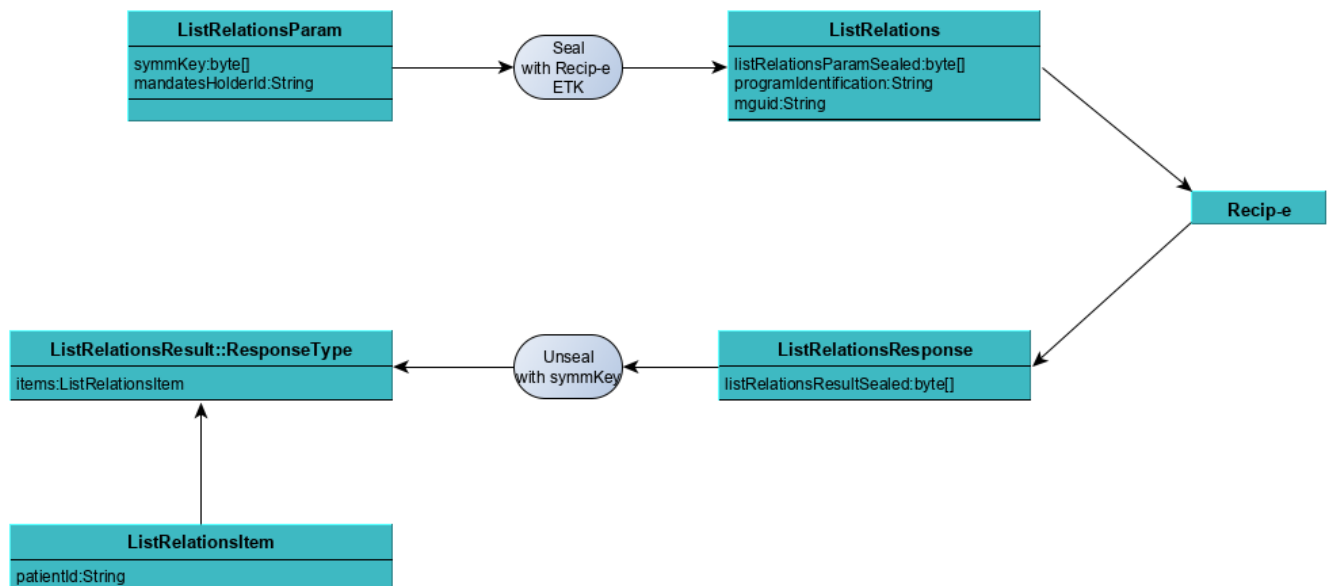 ListRelationsParam
symmKey:byte[]
mandatesHolderId:String
Seal
with Recip-e
ETK
ListRelations
listRelationsParamSealed:byte[]
programIdentification:String
mguid:String
Recip-e
ListRelationsResult::ResponseType
items:ListRelationsItem
Unseal
with symmKey
ListRelationsResponse
listRelationsResultSealed:byte[]
ListRelationsItem
patientId:String